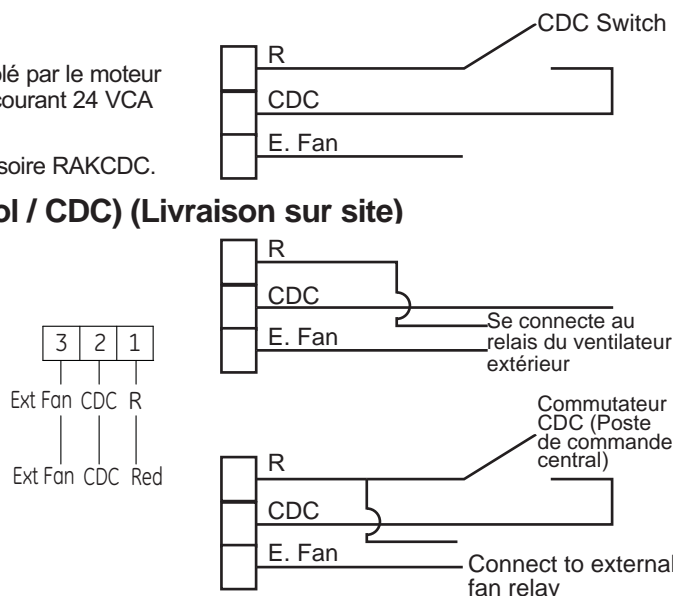 CDC Switch
R
CDC
E. Fan
lé par le moteur
courant 24 VCA
soire RAKCDC.
ol / CDC) (Livraison sur site)
R
CDC
E. Fan
Se connecte au
relais du ventilateur
extérieur
3 2 1
Ext Fan CDC R
Ext Fan CDC Red
Commutateur
CDC (Poste
de commande
central)
R
CDC
E. Fan
Connect to external
fan relay